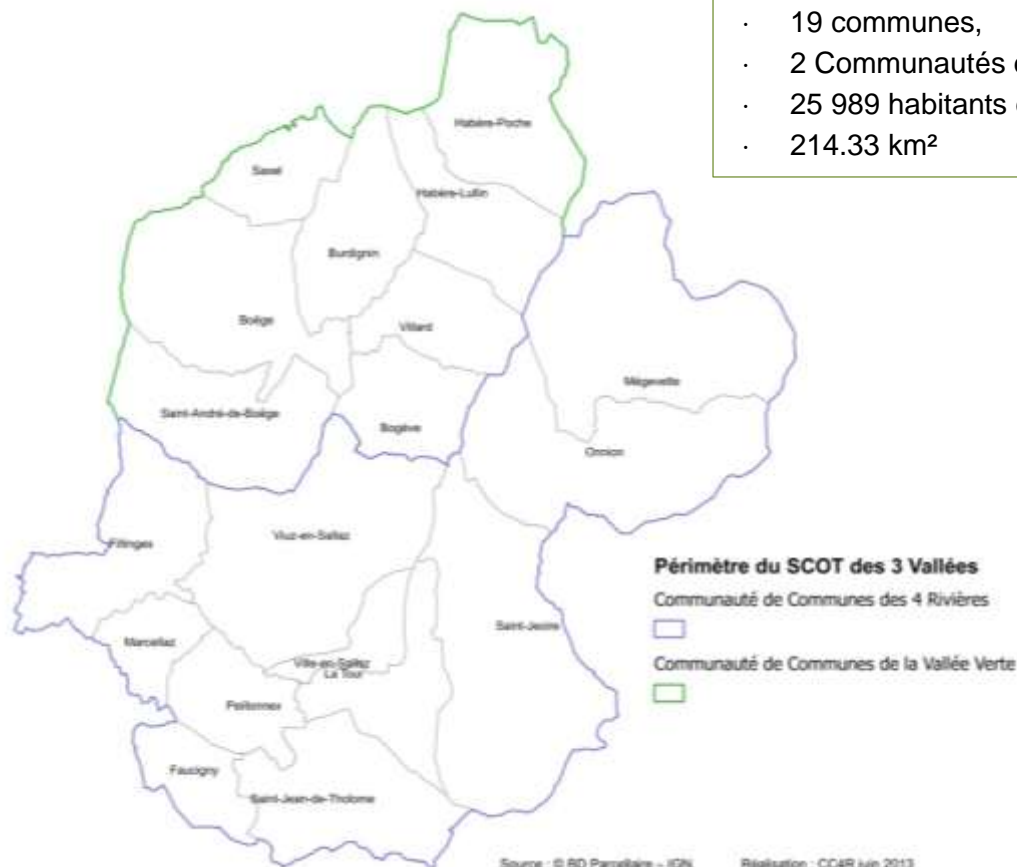 · 19 communes,
· 2 Communautés
· 25 989 habitants
· 214.33 km²
Habère-Poche
Saxel
Habère-Lullin
Burdignin
Boëge
Villard
Mégevette
Saint-André-de-Boëge
Bogève
Onnion
Fillinges
Viuz-en-Sallaz
Périmètre du SCOT des 3 Vallées
Communauté de Communes des 4 Rivières
Saint-Jeoire
Marcellaz
Ville-en-Sallaz
La Tour
Communauté de Communes de la Vallée Verte
Peillonnex
Faucigny
Saint-Jean-de-Tholome
Source : © BD Parcellaire – IGN Réalisation : CC4R juin 2013